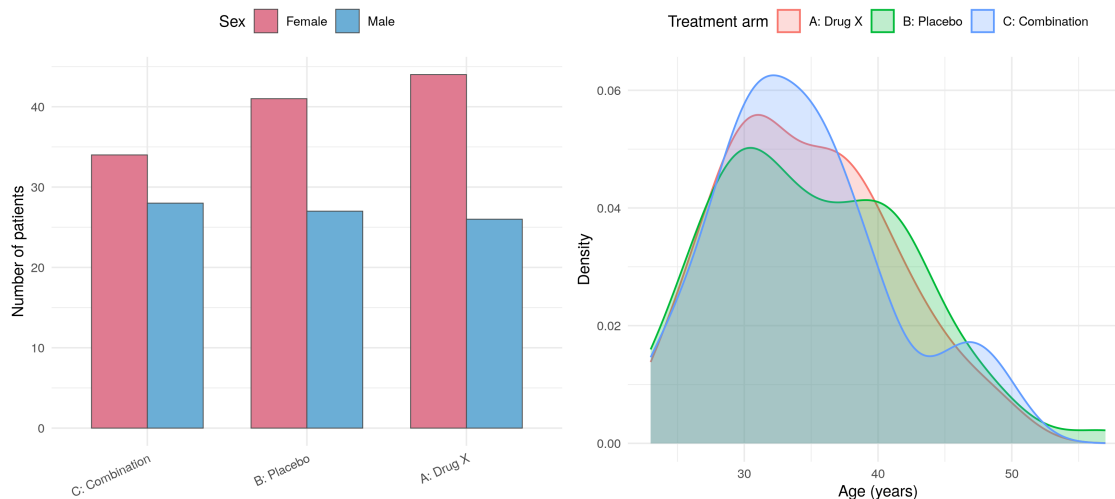 Sex Female Male
Number of patients
40
30
20
10
0
C: Combination
B: Placebo
A: Drug X
Treatment arm A: Drug X B: Placebo C: Combination
Density
0.06
0.04
0.02
0.00
30 40 50
Age (years)